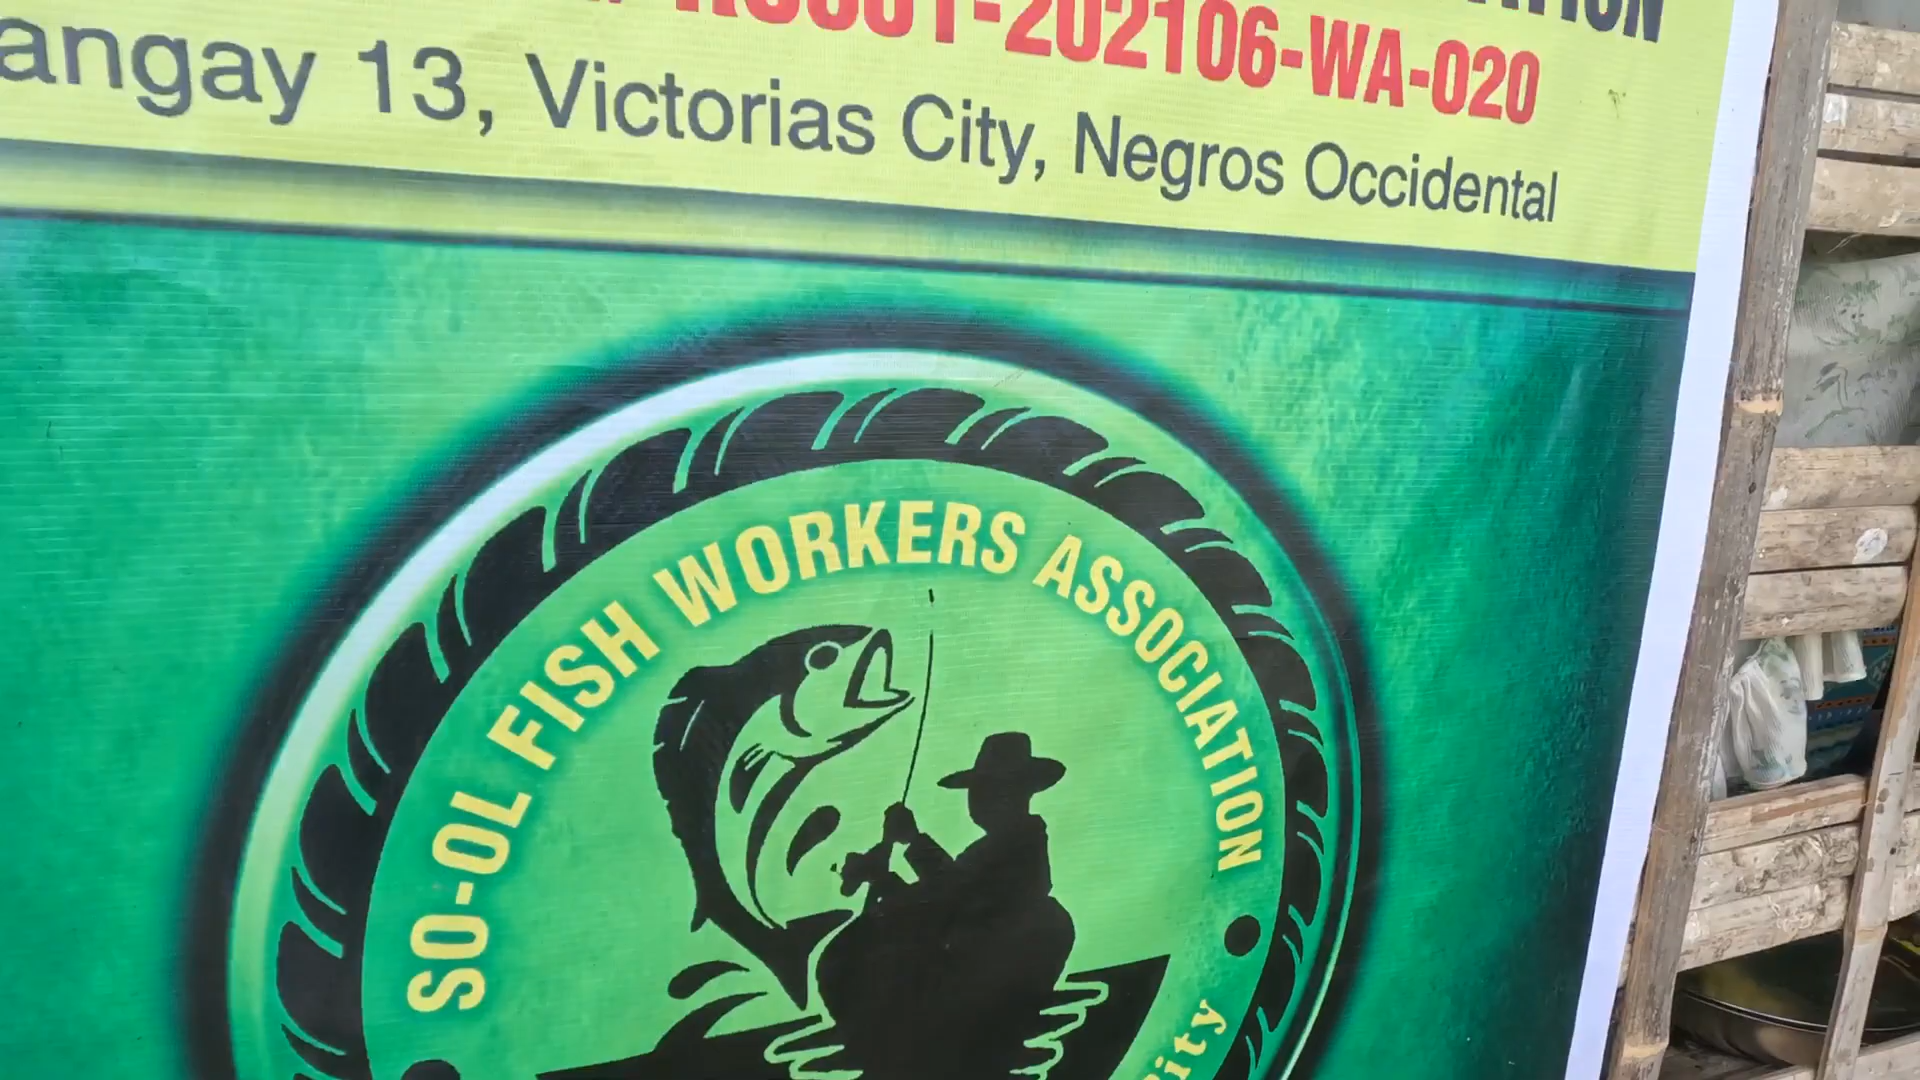 202106-WA-020
angay 13, Victorias City, Negros Occidental
SO-OL FISH WORKERS ASSOCIATION